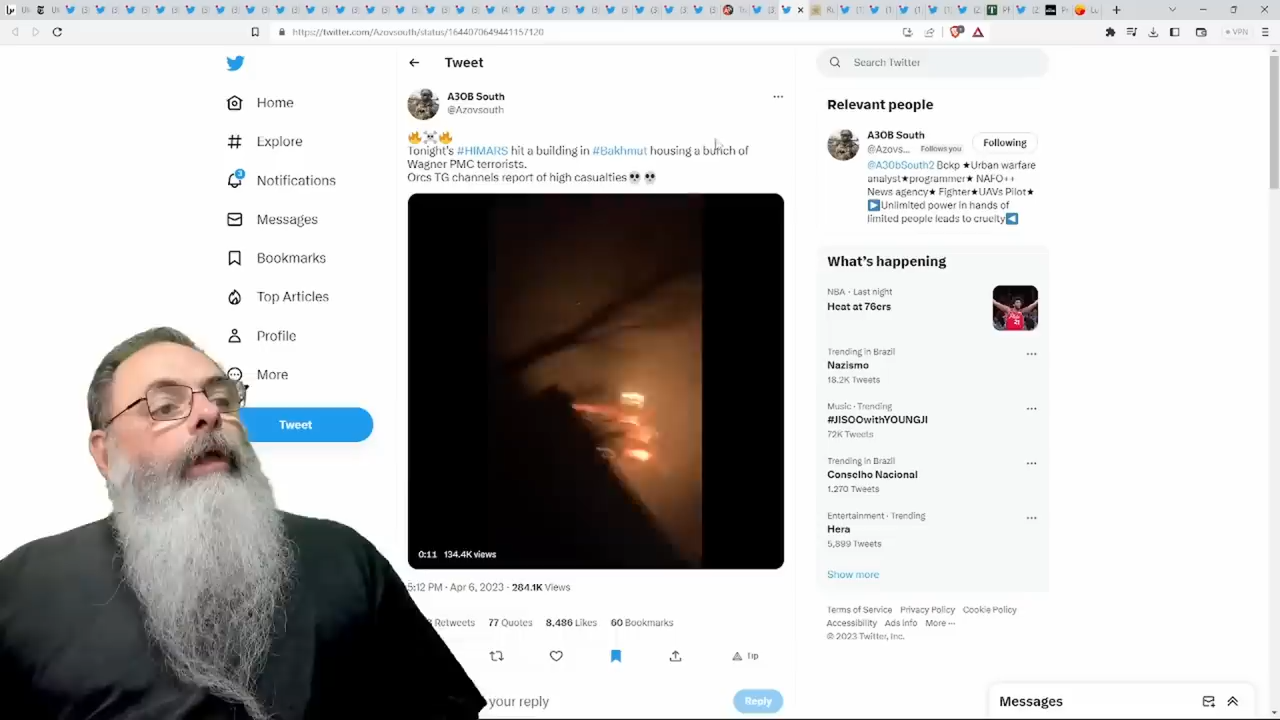 https://twitter.com/Azovsouth/status/1644070649441157120
VPN
Home
Explore
3
Notifications
Messages
Bookmarks
Top Articles
Profile
More
Tweet
Tweet
AЗOB South
@Azovsouth
Tonight's #HIMARS hit a building in #Bakhmut housing a bunch of
Wagner PMC terrorists.
Orcs TG channels report of high casualties
0:11 134.4K views
5:12 PM · Apr 6, 2023 · 284.1K Views
Retweets 77 Quotes 8,486 Likes 60 Bookmarks
Tip
your reply
Reply
Search Twitter
Relevant people
AЗOB South
@Azovs... Follows you
Following
@A3ObSouth2 Bckp ★Urban warfare
analyst★programmer★ NAFO++
News agency★ Fighter★UAVs Pilot★
Unlimited power in hands of
limited people leads to cruelty
What's happening
NBA · Last night
Heat at 76ers
Trending in Brazil
Nazismo
18.2K Tweets
Music · Trending
#JISOOwithYOUNGJI
72K Tweets
Trending in Brazil
Conselho Nacional
1,270 Tweets
Entertainment · Trending
Hera
5,899 Tweets
Show more
Terms of Service Privacy Policy Cookie Policy
Accessibility Ads info More ···
© 2023 Twitter, Inc.
Messages